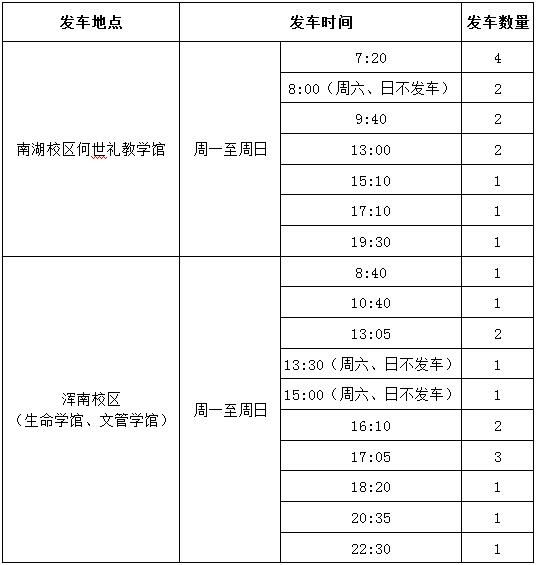 发车地点 发车时间 发车数量
南湖校区何世礼教学馆 周一至周日 7:20 4
8:00（周六、日不发车） 2
9:40 2
13:00 2
15:10 1
17:10 1
19:30 1
浑南校区
（生命学馆、文管学馆） 周一至周日 8:40 1
10:40 1
13:05 2
13:30（周六、日不发车） 1
15:00（周六、日不发车） 1
16:10 2
17:05 3
18:20 1
20:35 1
22:30 1